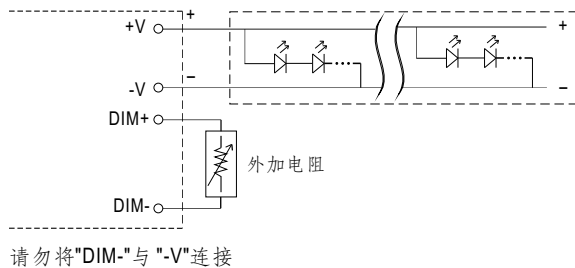 +V
+
+
-V
−
−
DIM+
外加电阻
DIM-
请勿将"DIM-"与 "-V"连接